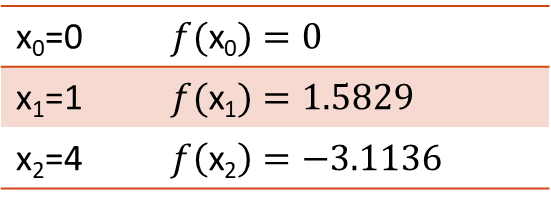 x₀=0 f(x₀) = 0
x₁=1 f(x₁) = 1.5829
x₂=4 f(x₂) = −3.1136